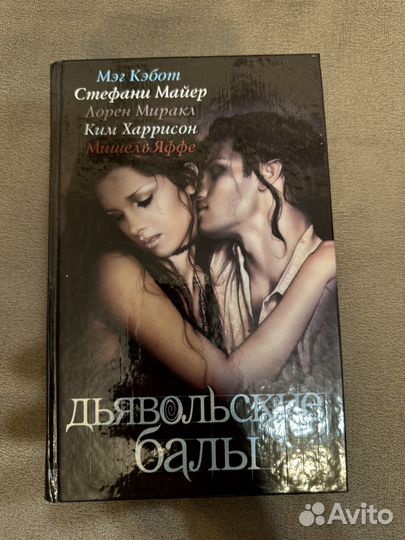 Мэг Кэбот
Стефани Майер
Лорен Миракл
Ким Харрисон
Мишель Яффе
дьявольские
балы
Avito